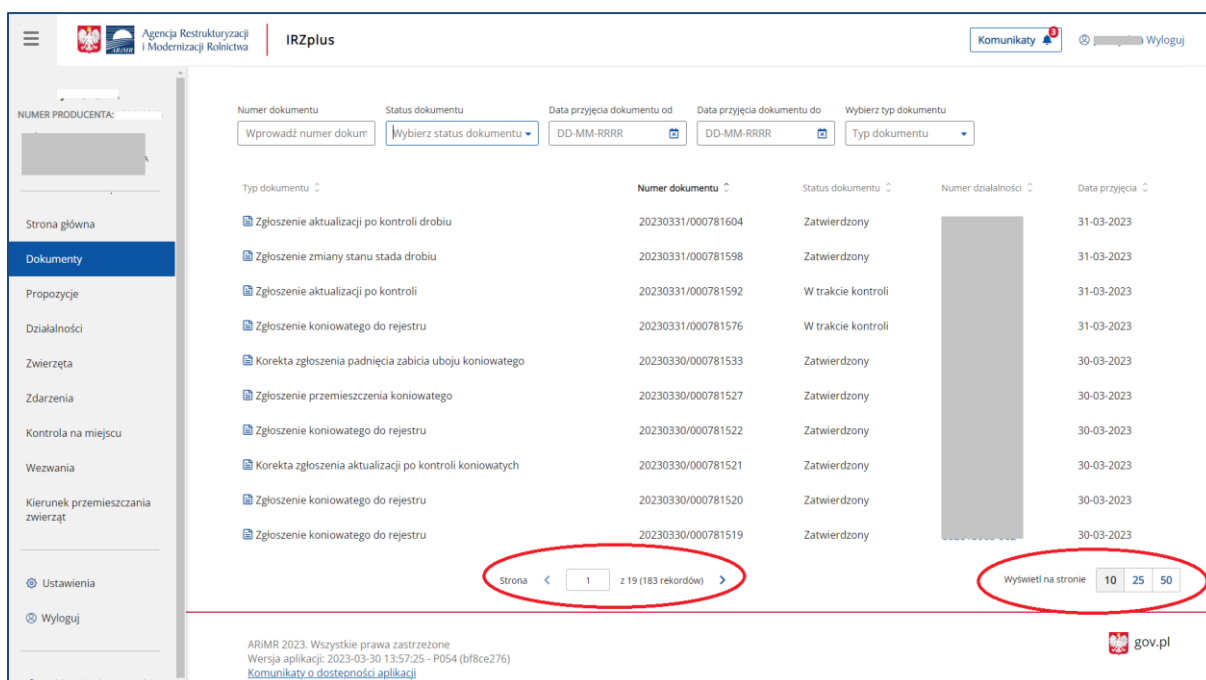 Agencja Restrukturyzacji
i Modernizacji Rolnictwa
IRZplus
Komunikaty 3
Wyloguj
NUMER PRODUCENTA:
Strona główna
Dokumenty
Propozycje
Działalności
Zwierzęta
Zdarzenia
Kontrola na miejscu
Wezwania
Kierunek przemieszczania
zwierząt
Ustawienia
Wyloguj
Numer dokumentu Status dokumentu Data przyjęcia dokumentu od Data przyjęcia dokumentu do Wybierz typ dokumentu
Wprowadź numer dokum Wybierz status dokumentu DD-MM-RRRR DD-MM-RRRR Typ dokumentu
Typ dokumentu Numer dokumentu Status dokumentu Numer działalności Data przyjęcia
Zgłoszenie aktualizacji po kontroli drobiu 20230331/000781604 Zatwierdzony 31-03-2023
Zgłoszenie zmiany stanu stada drobiu 20230331/000781598 Zatwierdzony 31-03-2023
Zgłoszenie aktualizacji po kontroli 20230331/000781592 W trakcie kontroli 31-03-2023
Zgłoszenie koniowatego do rejestru 20230331/000781576 W trakcie kontroli 31-03-2023
Korekta zgłoszenia padnięcia zabicia uboju koniowatego 20230330/000781533 Zatwierdzony 30-03-2023
Zgłoszenie przemieszczenia koniowatego 20230330/000781527 Zatwierdzony 30-03-2023
Zgłoszenie koniowatego do rejestru 20230330/000781522 Zatwierdzony 30-03-2023
Korekta zgłoszenia aktualizacji po kontroli koniowatych 20230330/000781521 Zatwierdzony 30-03-2023
Zgłoszenie koniowatego do rejestru 20230330/000781520 Zatwierdzony 30-03-2023
Zgłoszenie koniowatego do rejestru 20230330/000781519 Zatwierdzony 30-03-2023
Strona 1 z 19 (183 rekordów)
Wyświetl na stronie 10 25 50
ARiMR 2023. Wszystkie prawa zastrzeżone
Wersja aplikacji: 2023-03-30 13:57:25 - P054 (bf8ce276)
Komunikaty o dostępności aplikacji
gov.pl